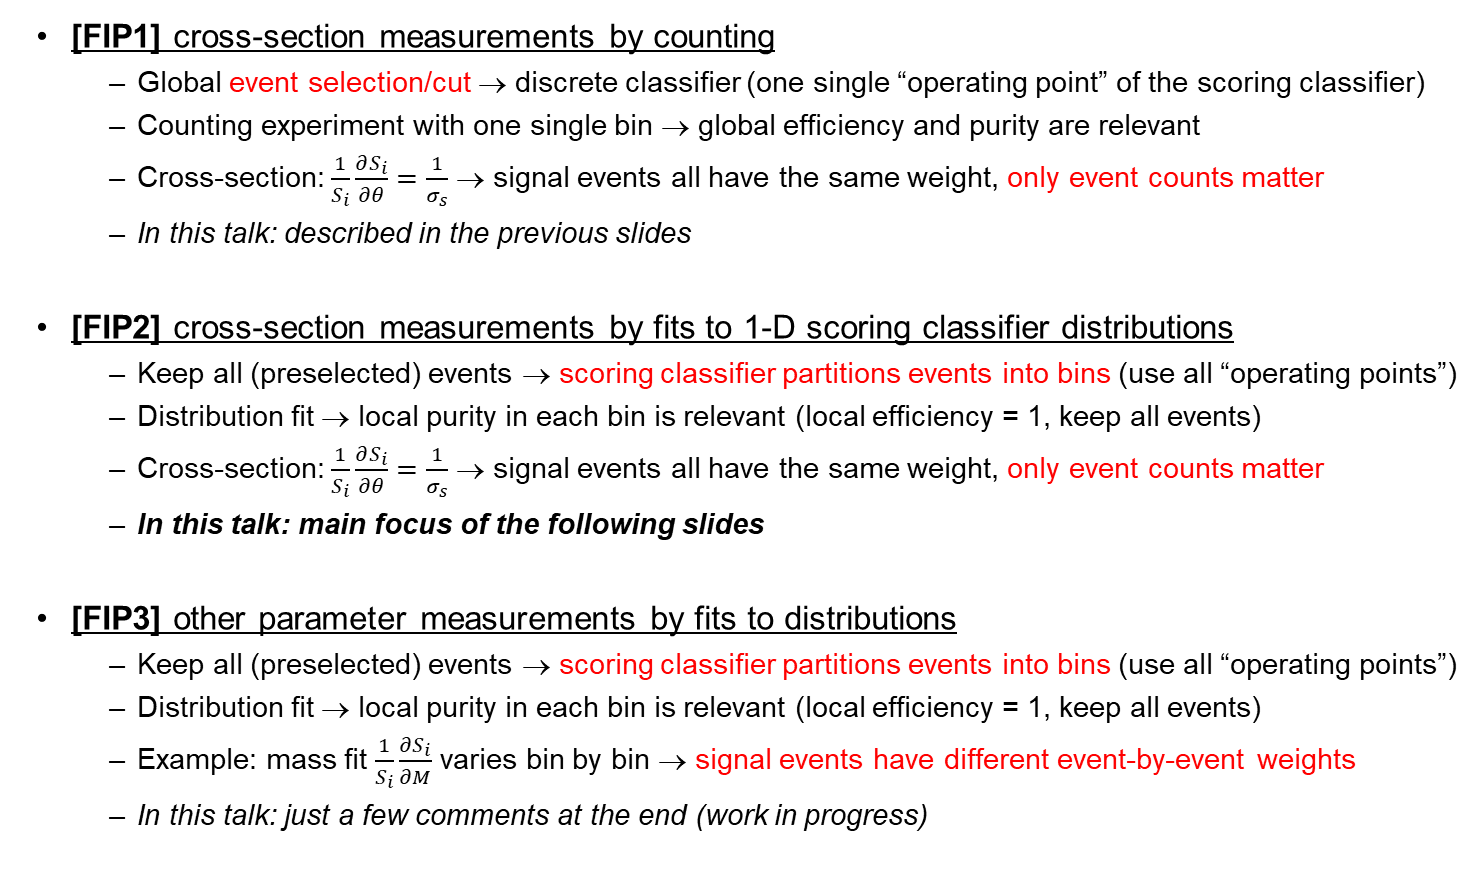 • [FIP1] cross-section measurements by counting
– Global event selection/cut → discrete classifier (one single “operating point” of the scoring classifier)
– Counting experiment with one single bin → global efficiency and purity are relevant
– Cross-section: 1/Sᵢ ∂Sᵢ/∂θ = 1/σₛ → signal events all have the same weight, only event counts matter
– In this talk: described in the previous slides
• [FIP2] cross-section measurements by fits to 1-D scoring classifier distributions
– Keep all (preselected) events → scoring classifier partitions events into bins (use all “operating points”)
– Distribution fit → local purity in each bin is relevant (local efficiency = 1, keep all events)
– Cross-section: 1/Sᵢ ∂Sᵢ/∂θ = 1/σₛ → signal events all have the same weight, only event counts matter
– In this talk: main focus of the following slides
• [FIP3] other parameter measurements by fits to distributions
– Keep all (preselected) events → scoring classifier partitions events into bins (use all “operating points”)
– Distribution fit → local purity in each bin is relevant (local efficiency = 1, keep all events)
– Example: mass fit 1/Sᵢ ∂Sᵢ/∂M varies bin by bin → signal events have different event-by-event weights
– In this talk: just a few comments at the end (work in progress)